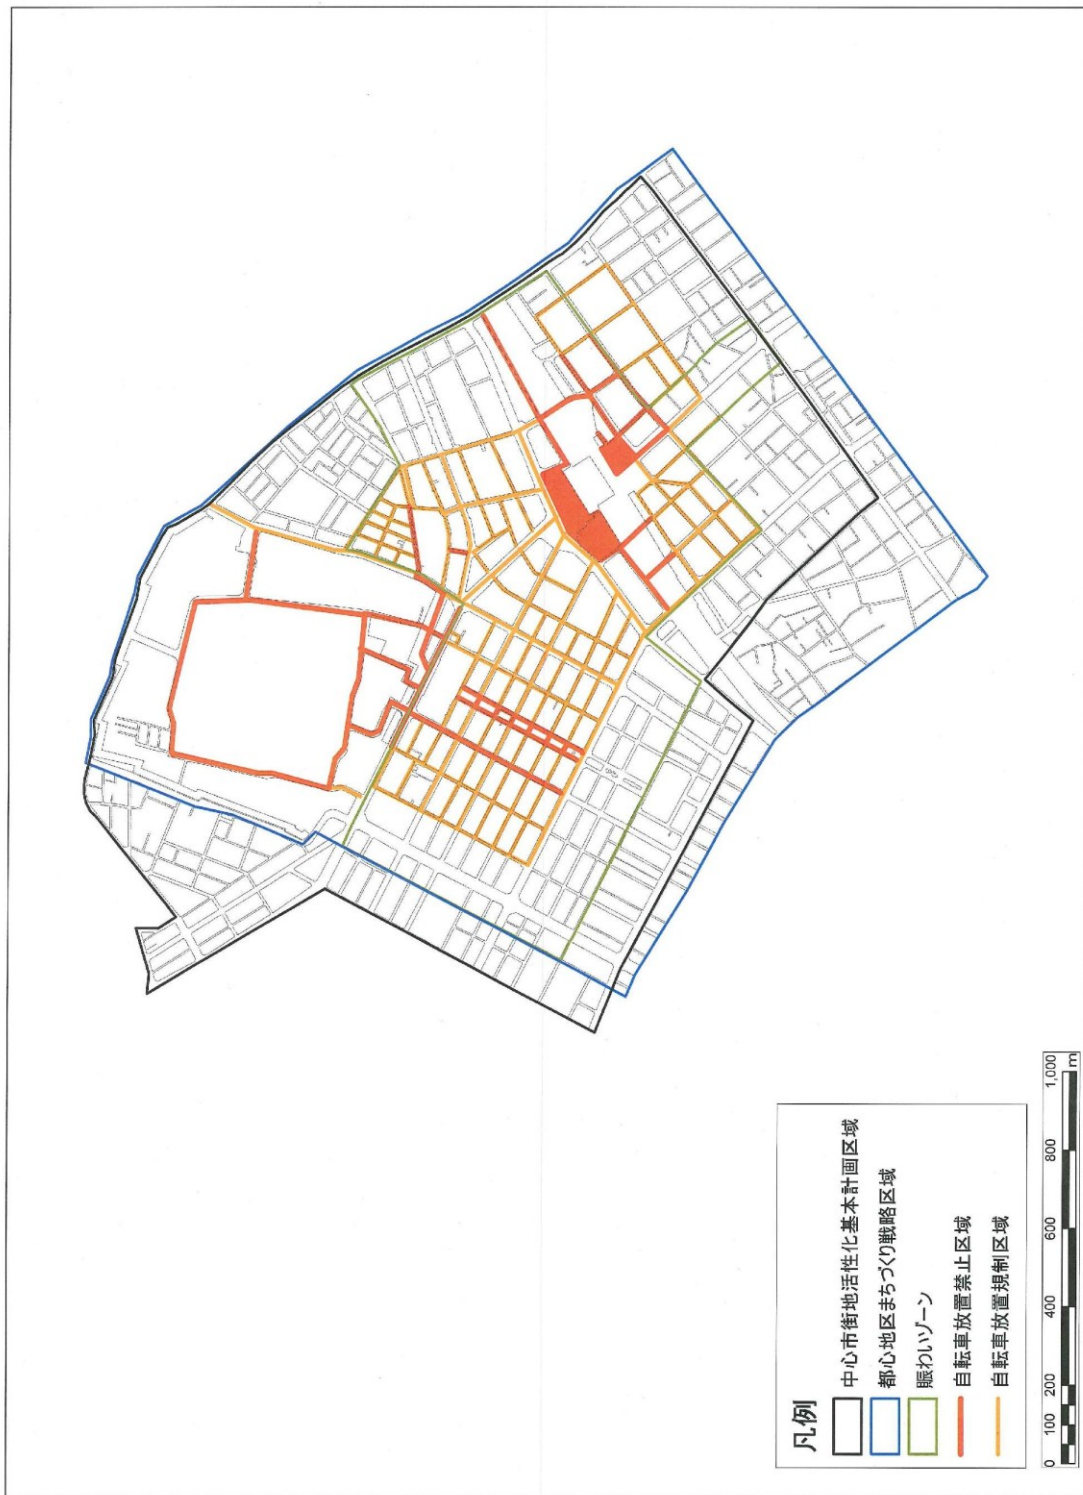 凡例
中心市街地活性化基本計画区域
都心地区まちづくり戦略区域
賑わいゾーン
自転車放置禁止区域
自転車放置規制区域
0 100 200 400 600 800 1,000
m